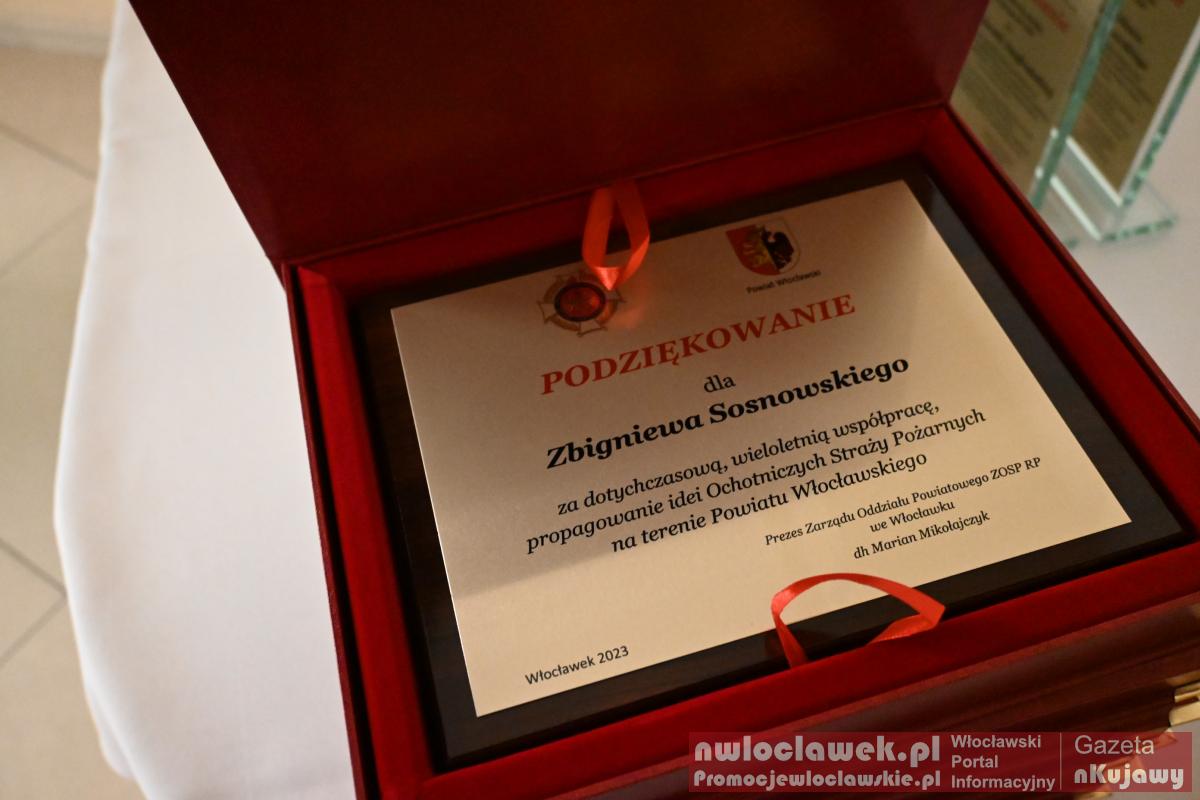 Powiat Włocławski
PODZIĘKOWANIE
dla
Zbigniewa Sosnowskiego
za dotychczasową, wieloletnią współpracę,
propagowanie idei Ochotniczych Straży Pożarnych
na terenie Powiatu Włocławskiego
Prezes Zarządu Oddziału Powiatowego ZOSP RP
we Włocławku
dh Marian Mikołajczyk
Włocławek 2023
nwloclawek.pl
Promocjewloclawskie.pl
Włocławski
Portal
Informacyjny
Gazeta
nKujawy